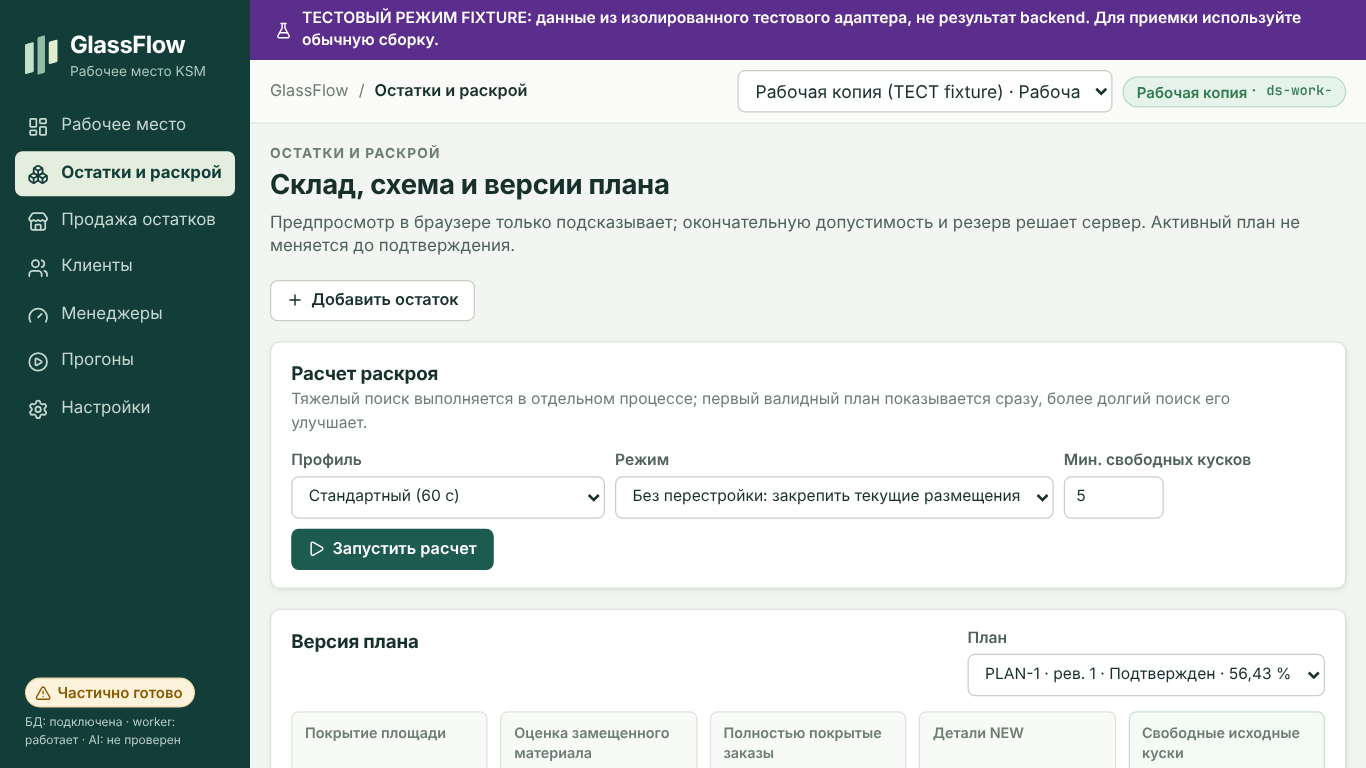 GlassFlow
Рабочее место KSM
Рабочее место
Остатки и раскрой
Продажа остатков
Клиенты
Менеджеры
Прогоны
Настройки
Частично готово
БД: подключена · worker:
работает · AI: не проверен
ТЕСТОВЫЙ РЕЖИМ FIXTURE: данные из изолированного тестового адаптера, не результат backend. Для приемки используйте
обычную сборку.
GlassFlow / Остатки и раскрой
Рабочая копия (ТЕСТ fixture) · Рабоча
Рабочая копия · ds-work-
ОСТАТКИ И РАСКРОЙ
Склад, схема и версии плана
Предпросмотр в браузере только подсказывает; окончательную допустимость и резерв решает сервер. Активный план не
меняется до подтверждения.
+ Добавить остаток
Расчет раскроя
Тяжелый поиск выполняется в отдельном процессе; первый валидный план показывается сразу, более долгий поиск его
улучшает.
Профиль
Режим
Мин. свободных кусков
Стандартный (60 с)
Без перестройки: закрепить текущие размещения
5
Запустить расчет
Версия плана
План
PLAN-1 · рев. 1 · Подтвержден · 56,43 %
Покрытие площади
Оценка замещенного
материала
Полностью покрытые
заказы
Детали NEW
Свободные исходные
куски